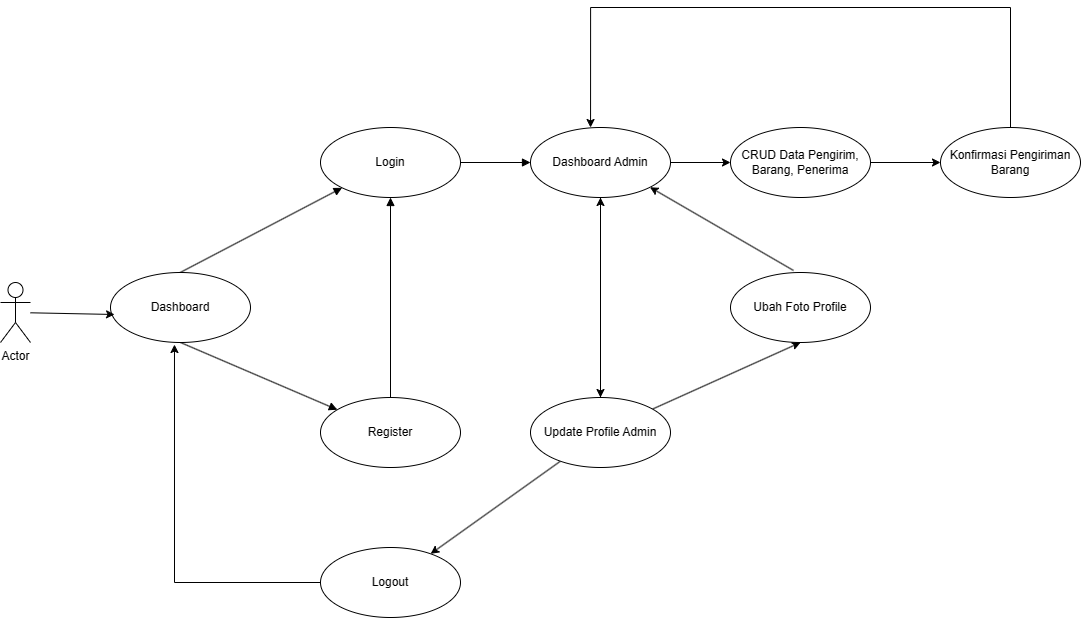 Login
Dashboard Admin
CRUD Data Pengirim,
Barang, Penerima
Konfirmasi Pengiriman
Barang
Dashboard
Ubah Foto Profile
Actor
Register
Update Profile Admin
Logout